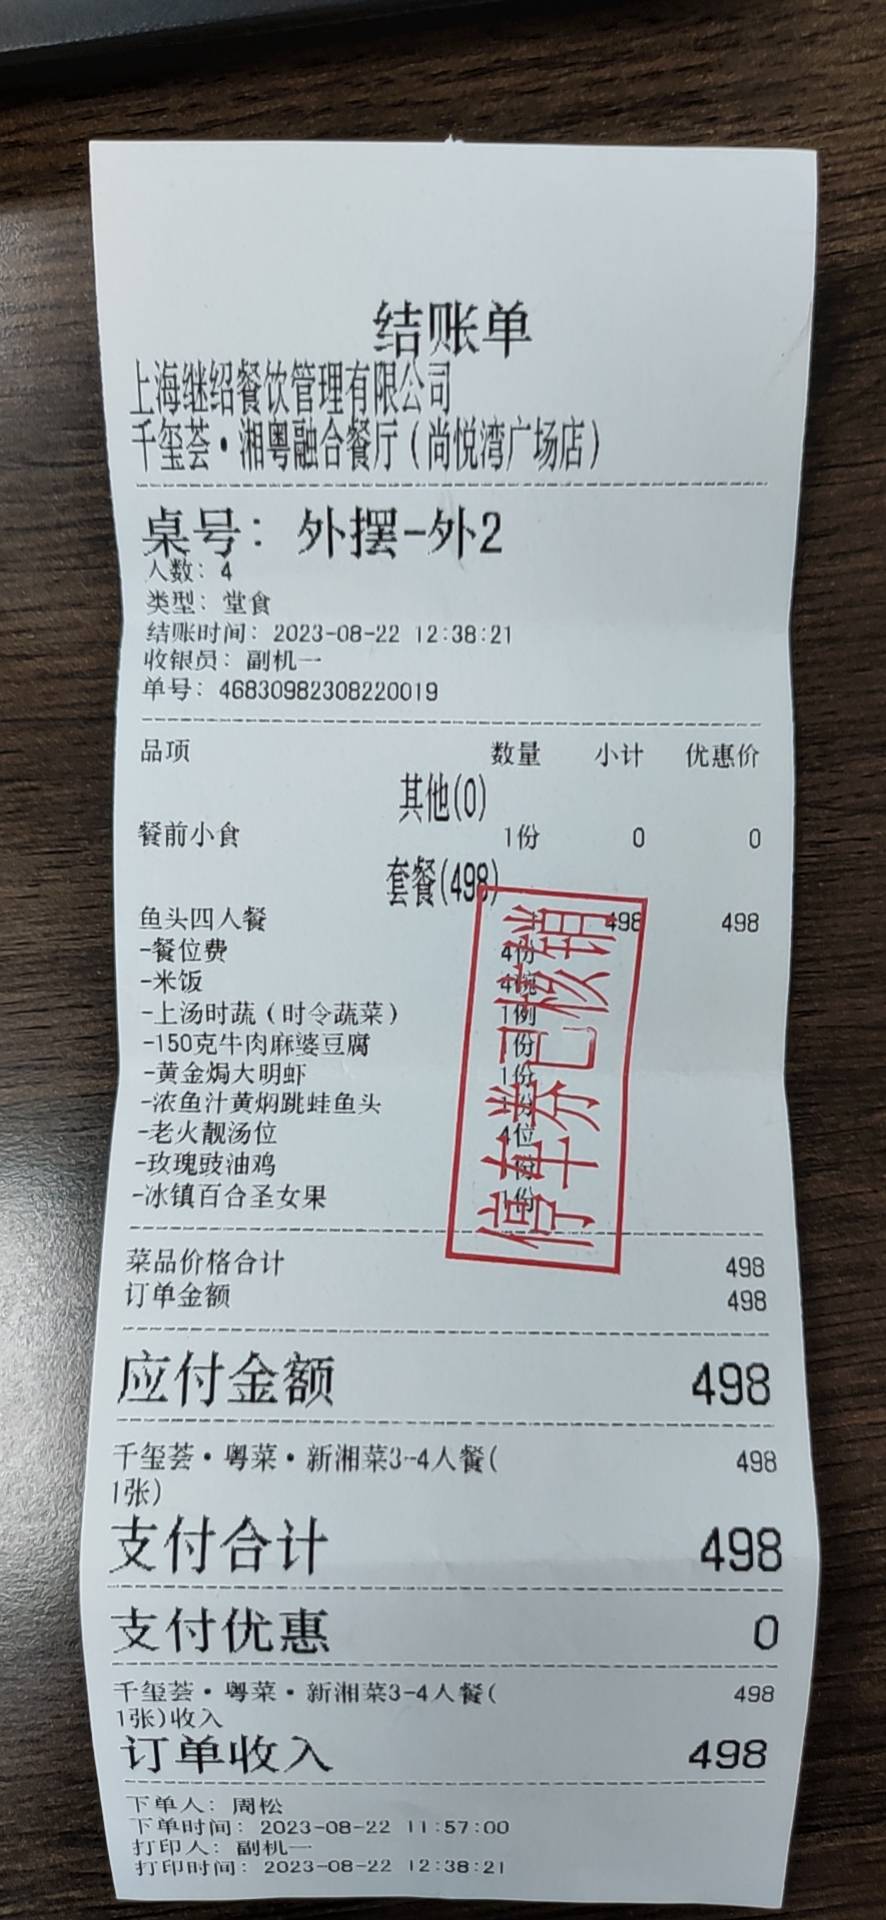 结账单
上海继绍餐饮管理有限公司
千玺荟·湘粤融合餐厅(尚悦湾广场店)
桌号: 外摆-外2
人数: 4
类型: 堂食
结账时间: 2023-08-22 12:38:21
收银员: 副机一
单号: 46830982308220019
品项 数量 小计 优惠价
其他(0)
餐前小食 1份 0 0
套餐(498)
鱼头四人餐 498 498
-餐位费 4份
-米饭 4碗
-上汤时蔬(时令蔬菜) 1例
-150克牛肉麻婆豆腐 1份
-黄金焗大明虾 1份
-浓鱼汁黄焖跳蛙鱼头 份
-老火靓汤位 4位
-玫瑰豉油鸡 份
-冰镇百合圣女果 1份
停车券已核销
菜品价格合计 498
订单金额 498
应付金额 498
千玺荟·粤菜·新湘菜3-4人餐( 498
1张)
支付合计 498
支付优惠 0
千玺荟·粤菜·新湘菜3-4人餐( 498
1张)收入
订单收入 498
下单人: 周松
下单时间: 2023-08-22 11:57:00
打印人: 副机一
打印时间: 2023-08-22 12:38:21